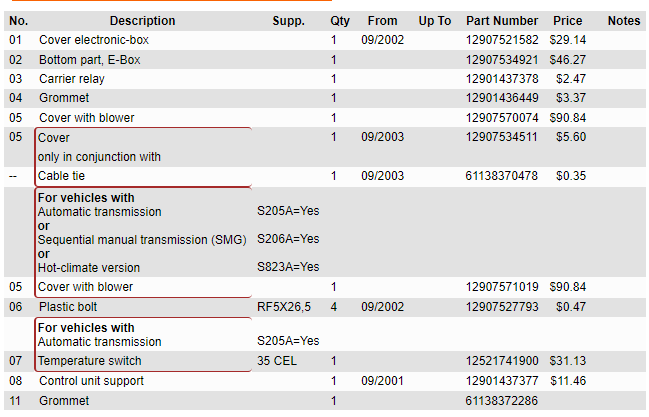 No. Description Supp. Qty From Up To Part Number Price Notes
01 Cover electronic-box 1 09/2002 12907521582 $29.14
02 Bottom part, E-Box 1 12907534921 $46.27
03 Carrier relay 1 12901437378 $2.47
04 Grommet 1 12901436449 $3.37
05 Cover with blower 1 12907570074 $90.84
05 Cover 1 09/2003 12907534511 $5.60
only in conjunction with
-- Cable tie 1 09/2003 61138370478 $0.35
For vehicles with
Automatic transmission S205A=Yes
or
Sequential manual transmission (SMG) S206A=Yes
or
Hot-climate version S823A=Yes
05 Cover with blower 1 12907571019 $90.84
06 Plastic bolt RF5X26,5 4 09/2002 12907527793 $0.47
For vehicles with
Automatic transmission S205A=Yes
07 Temperature switch 35 CEL 1 12521741900 $31.13
08 Control unit support 1 09/2001 12901437377 $11.46
11 Grommet 1 61138372286